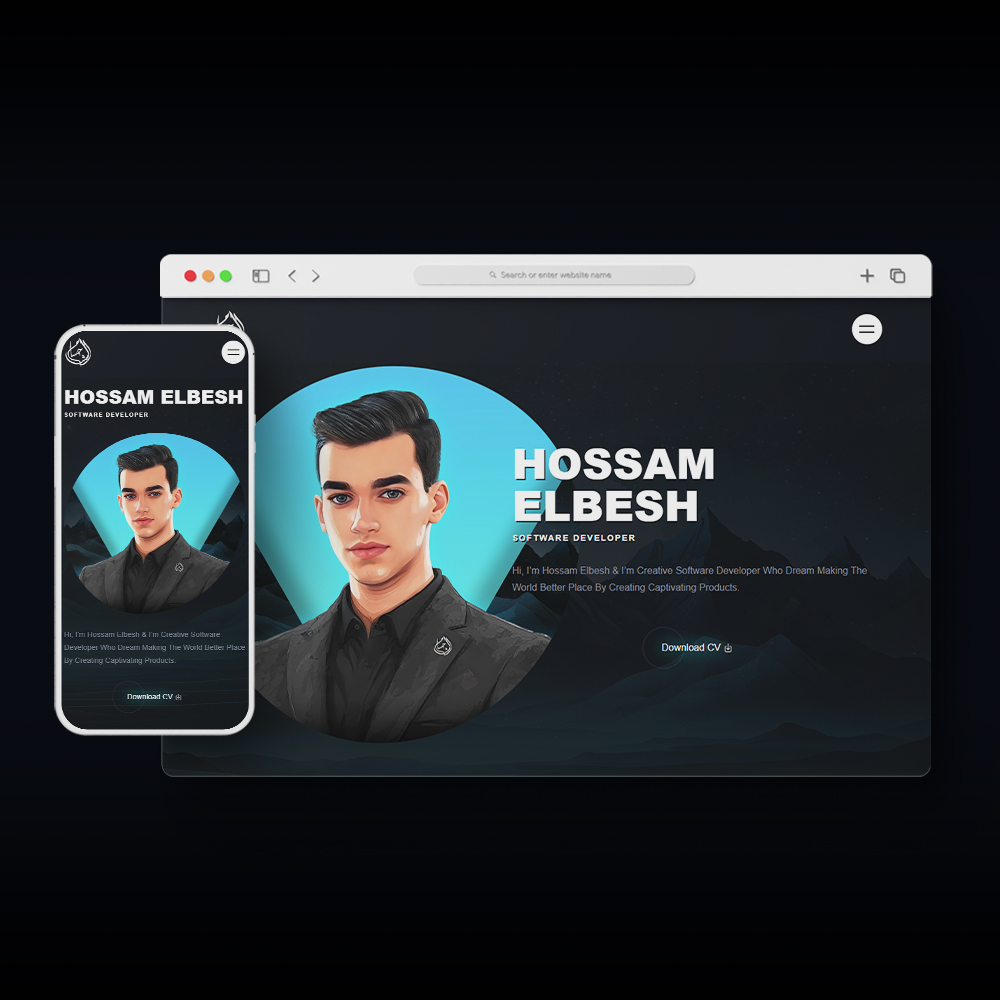 Search or enter website name
HOSSAM
ELBESH
SOFTWARE DEVELOPER
Hi, I'm Hossam Elbesh & I'm Creative Software Developer Who Dream Making The
World Better Place By Creating Captivating Products.
Download CV
HOSSAM ELBESH
SOFTWARE DEVELOPER
Hi, I'm Hossam Elbesh & I'm Creative Software
Developer Who Dream Making The World Better Place
By Creating Captivating Products.
Download CV